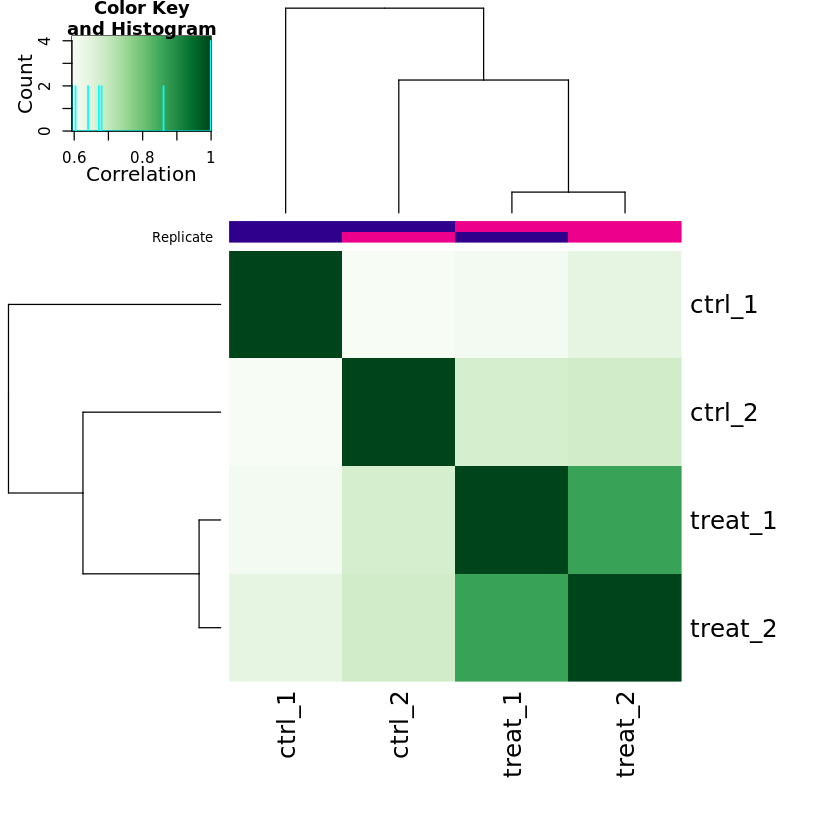 Color Key
and Histogram
Count
0
2
4
0.6
0.8
1
Correlation
Replicate
ctrl_1
ctrl_2
treat_1
treat_2
ctrl_1
ctrl_2
treat_1
treat_2